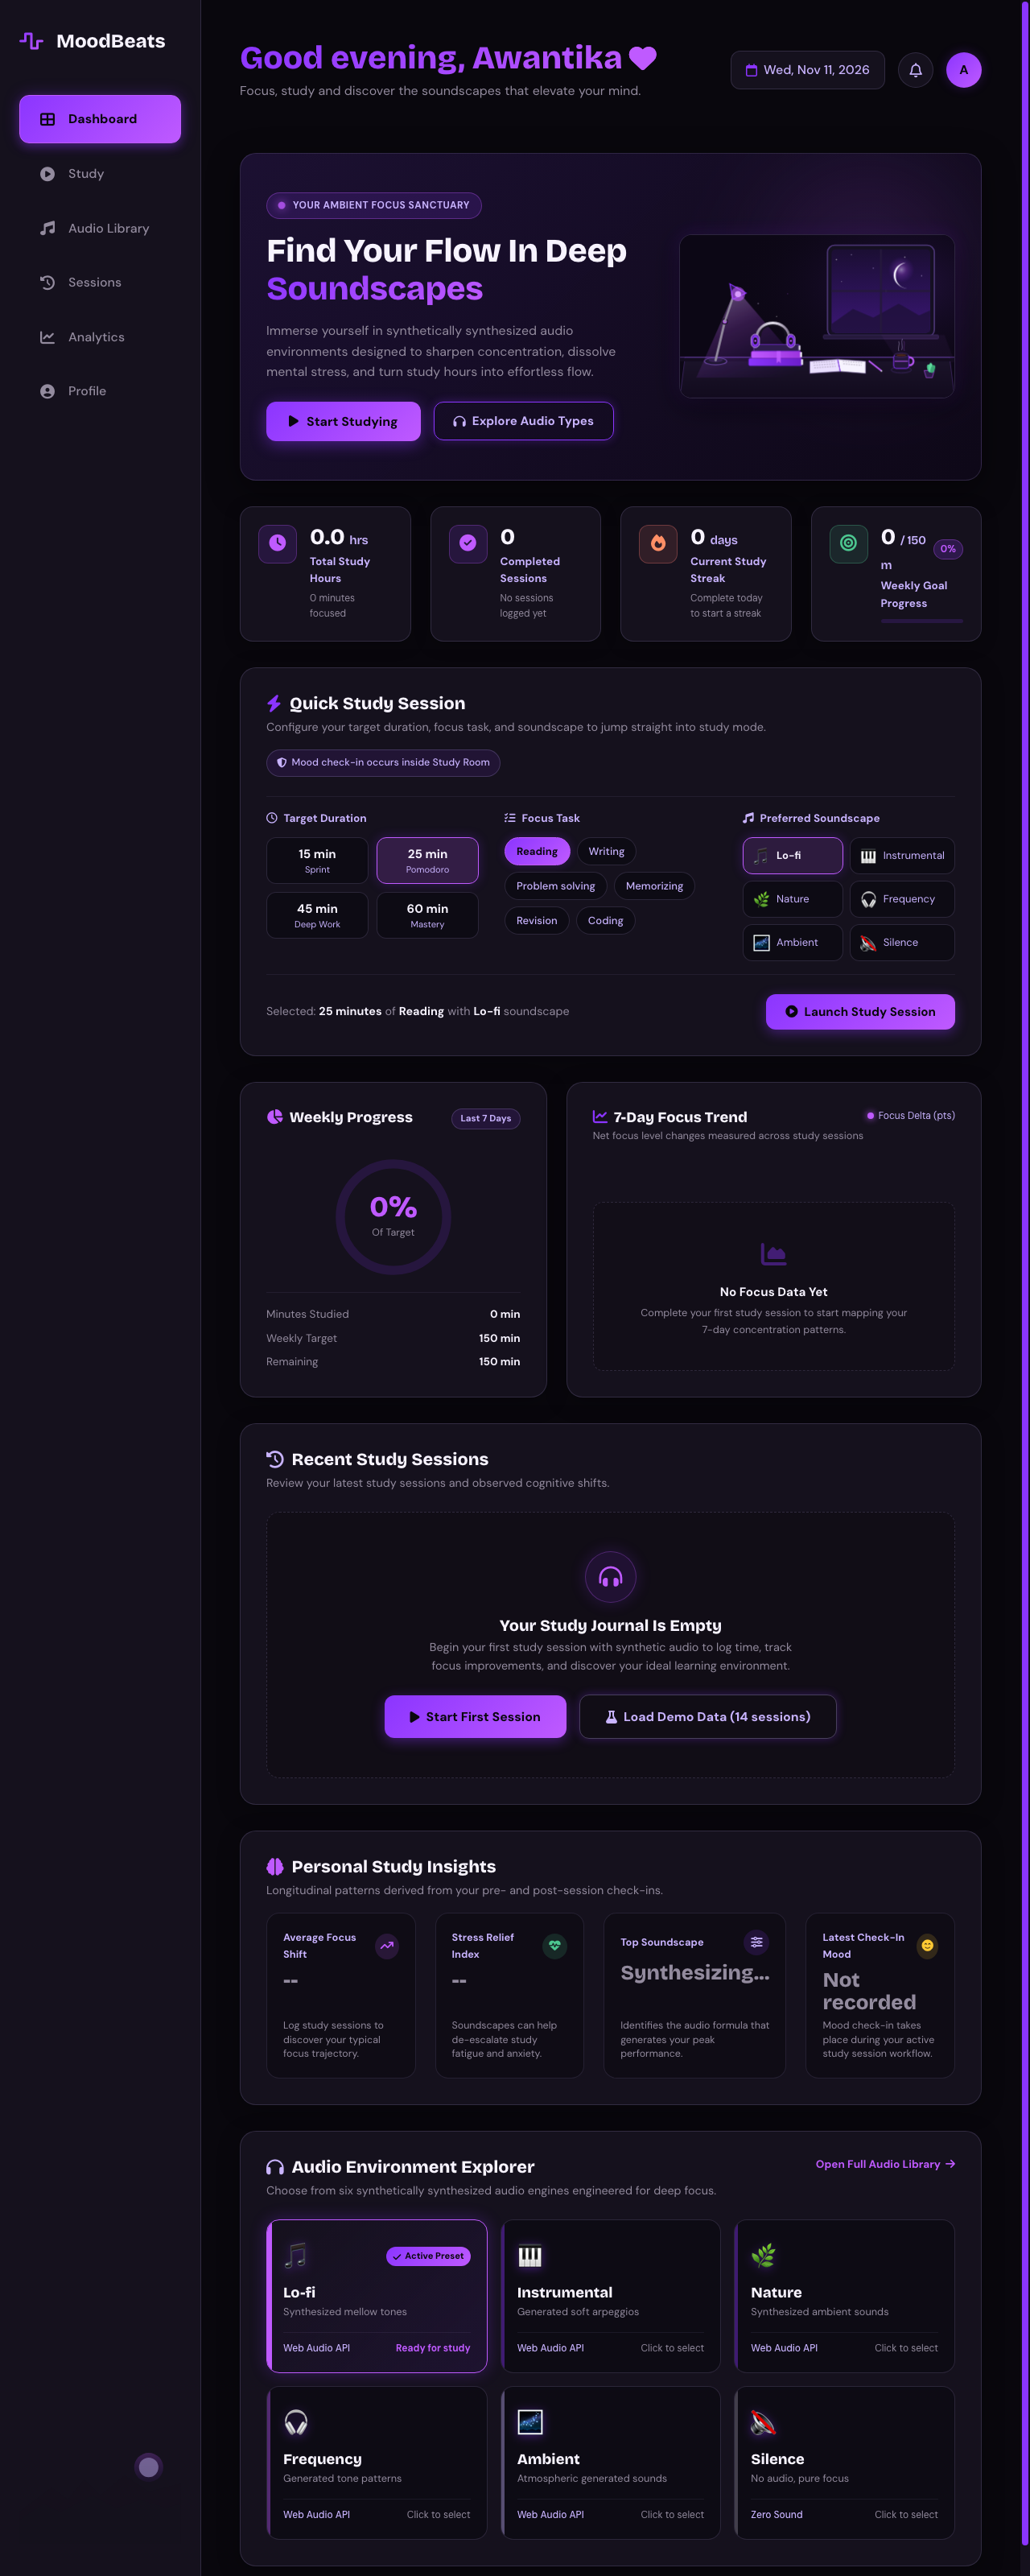 MoodBeats
Dashboard
Study
Audio Library
Sessions
Analytics
Profile
Good evening, Awantika
Focus, study and discover the soundscapes that elevate your mind.
Wed, Nov 11, 2026
A
YOUR AMBIENT FOCUS SANCTUARY
Find Your Flow In Deep
Soundscapes
Immerse yourself in synthetically synthesized audio
environments designed to sharpen concentration, dissolve
mental stress, and turn study hours into effortless flow.
Start Studying
Explore Audio Types
0.0 hrs
Total Study
Hours
0 minutes
focused
0
Completed
Sessions
No sessions
logged yet
0 days
Current Study
Streak
Complete today
to start a streak
0 / 150
m
0%
Weekly Goal
Progress
Quick Study Session
Configure your target duration, focus task, and soundscape to jump straight into study mode.
Mood check-in occurs inside Study Room
Target Duration
15 min
Sprint
25 min
Pomodoro
45 min
Deep Work
60 min
Mastery
Focus Task
Reading
Writing
Problem solving
Memorizing
Revision
Coding
Preferred Soundscape
Lo-fi
Instrumental
Nature
Frequency
Ambient
Silence
Selected: 25 minutes of Reading with Lo-fi soundscape
Launch Study Session
Weekly Progress
Last 7 Days
0%
Of Target
Minutes Studied 0 min
Weekly Target 150 min
Remaining 150 min
7-Day Focus Trend
Focus Delta (pts)
Net focus level changes measured across study sessions
No Focus Data Yet
Complete your first study session to start mapping your
7-day concentration patterns.
Recent Study Sessions
Review your latest study sessions and observed cognitive shifts.
Your Study Journal Is Empty
Begin your first study session with synthetic audio to log time, track
focus improvements, and discover your ideal learning environment.
Start First Session
Load Demo Data (14 sessions)
Personal Study Insights
Longitudinal patterns derived from your pre- and post-session check-ins.
Average Focus
Shift
--
Log study sessions to
discover your typical
focus trajectory.
Stress Relief
Index
--
Soundscapes can help
de-escalate study
fatigue and anxiety.
Top Soundscape
Synthesizing...
Identifies the audio formula that
generates your peak
performance.
Latest Check-In
Mood
Not
recorded
Mood check-in takes
place during your active
study session workflow.
Audio Environment Explorer
Open Full Audio Library
Choose from six synthetically synthesized audio engines engineered for deep focus.
Active Preset
Lo-fi
Synthesized mellow tones
Web Audio API Ready for study
Instrumental
Generated soft arpeggios
Web Audio API Click to select
Nature
Synthesized ambient sounds
Web Audio API Click to select
Frequency
Generated tone patterns
Web Audio API Click to select
Ambient
Atmospheric generated sounds
Web Audio API Click to select
Silence
No audio, pure focus
Zero Sound Click to select